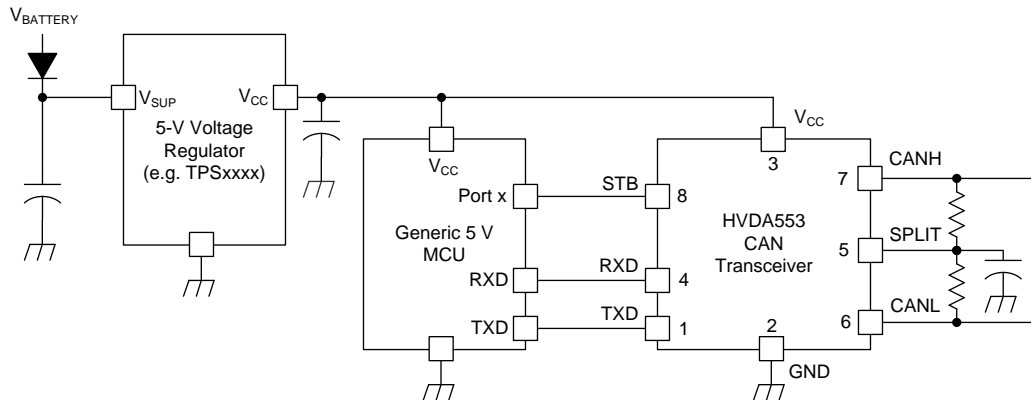 VBATTERY
VSUP
VCC
5-V Voltage
Regulator
(e.g. TPSxxxx)
VCC
Port x
Generic 5 V
MCU
RXD
TXD
STB
RXD
TXD
VCC
3
8
4
1
HVDA553
CAN
Transceiver
2
GND
7
5
6
CANH
SPLIT
CANL